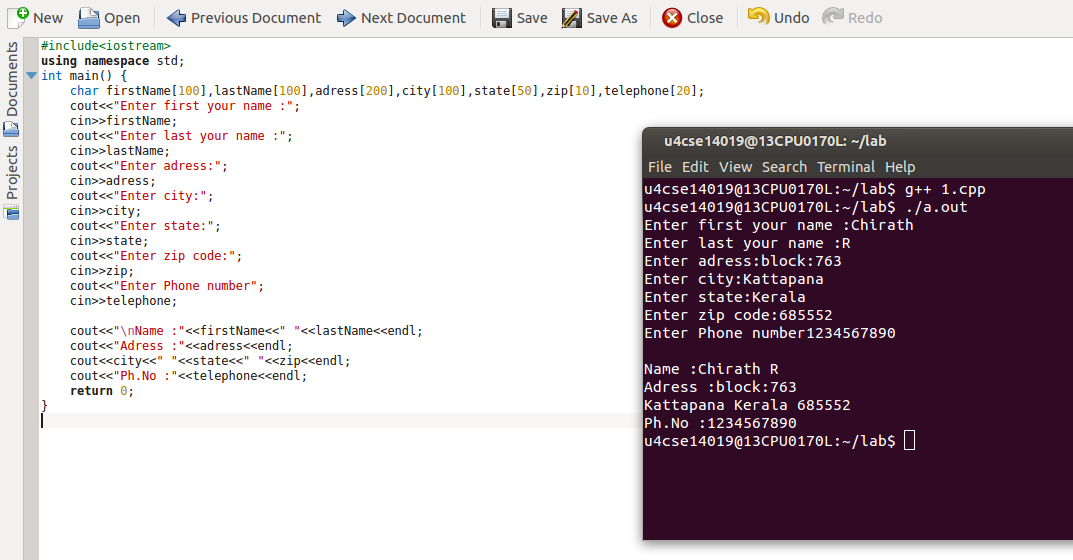 New Open Previous Document Next Document Save Save As Close Undo Redo
Documents
Projects
#include<iostream>
using namespace std;
int main() {
    char firstName[100],lastName[100],adress[200],city[100],state[50],zip[10],telephone[20];
    cout<<"Enter first your name :";
    cin>>firstName;
    cout<<"Enter last your name :";
    cin>>lastName;
    cout<<"Enter adress:";
    cin>>adress;
    cout<<"Enter city:";
    cin>>city;
    cout<<"Enter state:";
    cin>>state;
    cout<<"Enter zip code:";
    cin>>zip;
    cout<<"Enter Phone number";
    cin>>telephone;
    cout<<"\nName :"<<firstName<<" "<<lastName<<endl;
    cout<<"Adress :"<<adress<<endl;
    cout<<city<<" "<<state<<" "<<zip<<endl;
    cout<<"Ph.No :"<<telephone<<endl;
    return 0;
}
u4cse14019@13CPU0170L: ~/lab
File Edit View Search Terminal Help
u4cse14019@13CPU0170L:~/lab$ g++ 1.cpp
u4cse14019@13CPU0170L:~/lab$ ./a.out
Enter first your name :Chirath
Enter last your name :R
Enter adress:block:763
Enter city:Kattapana
Enter state:Kerala
Enter zip code:685552
Enter Phone number1234567890
Name :Chirath R
Adress :block:763
Kattapana Kerala 685552
Ph.No :1234567890
u4cse14019@13CPU0170L:~/lab$